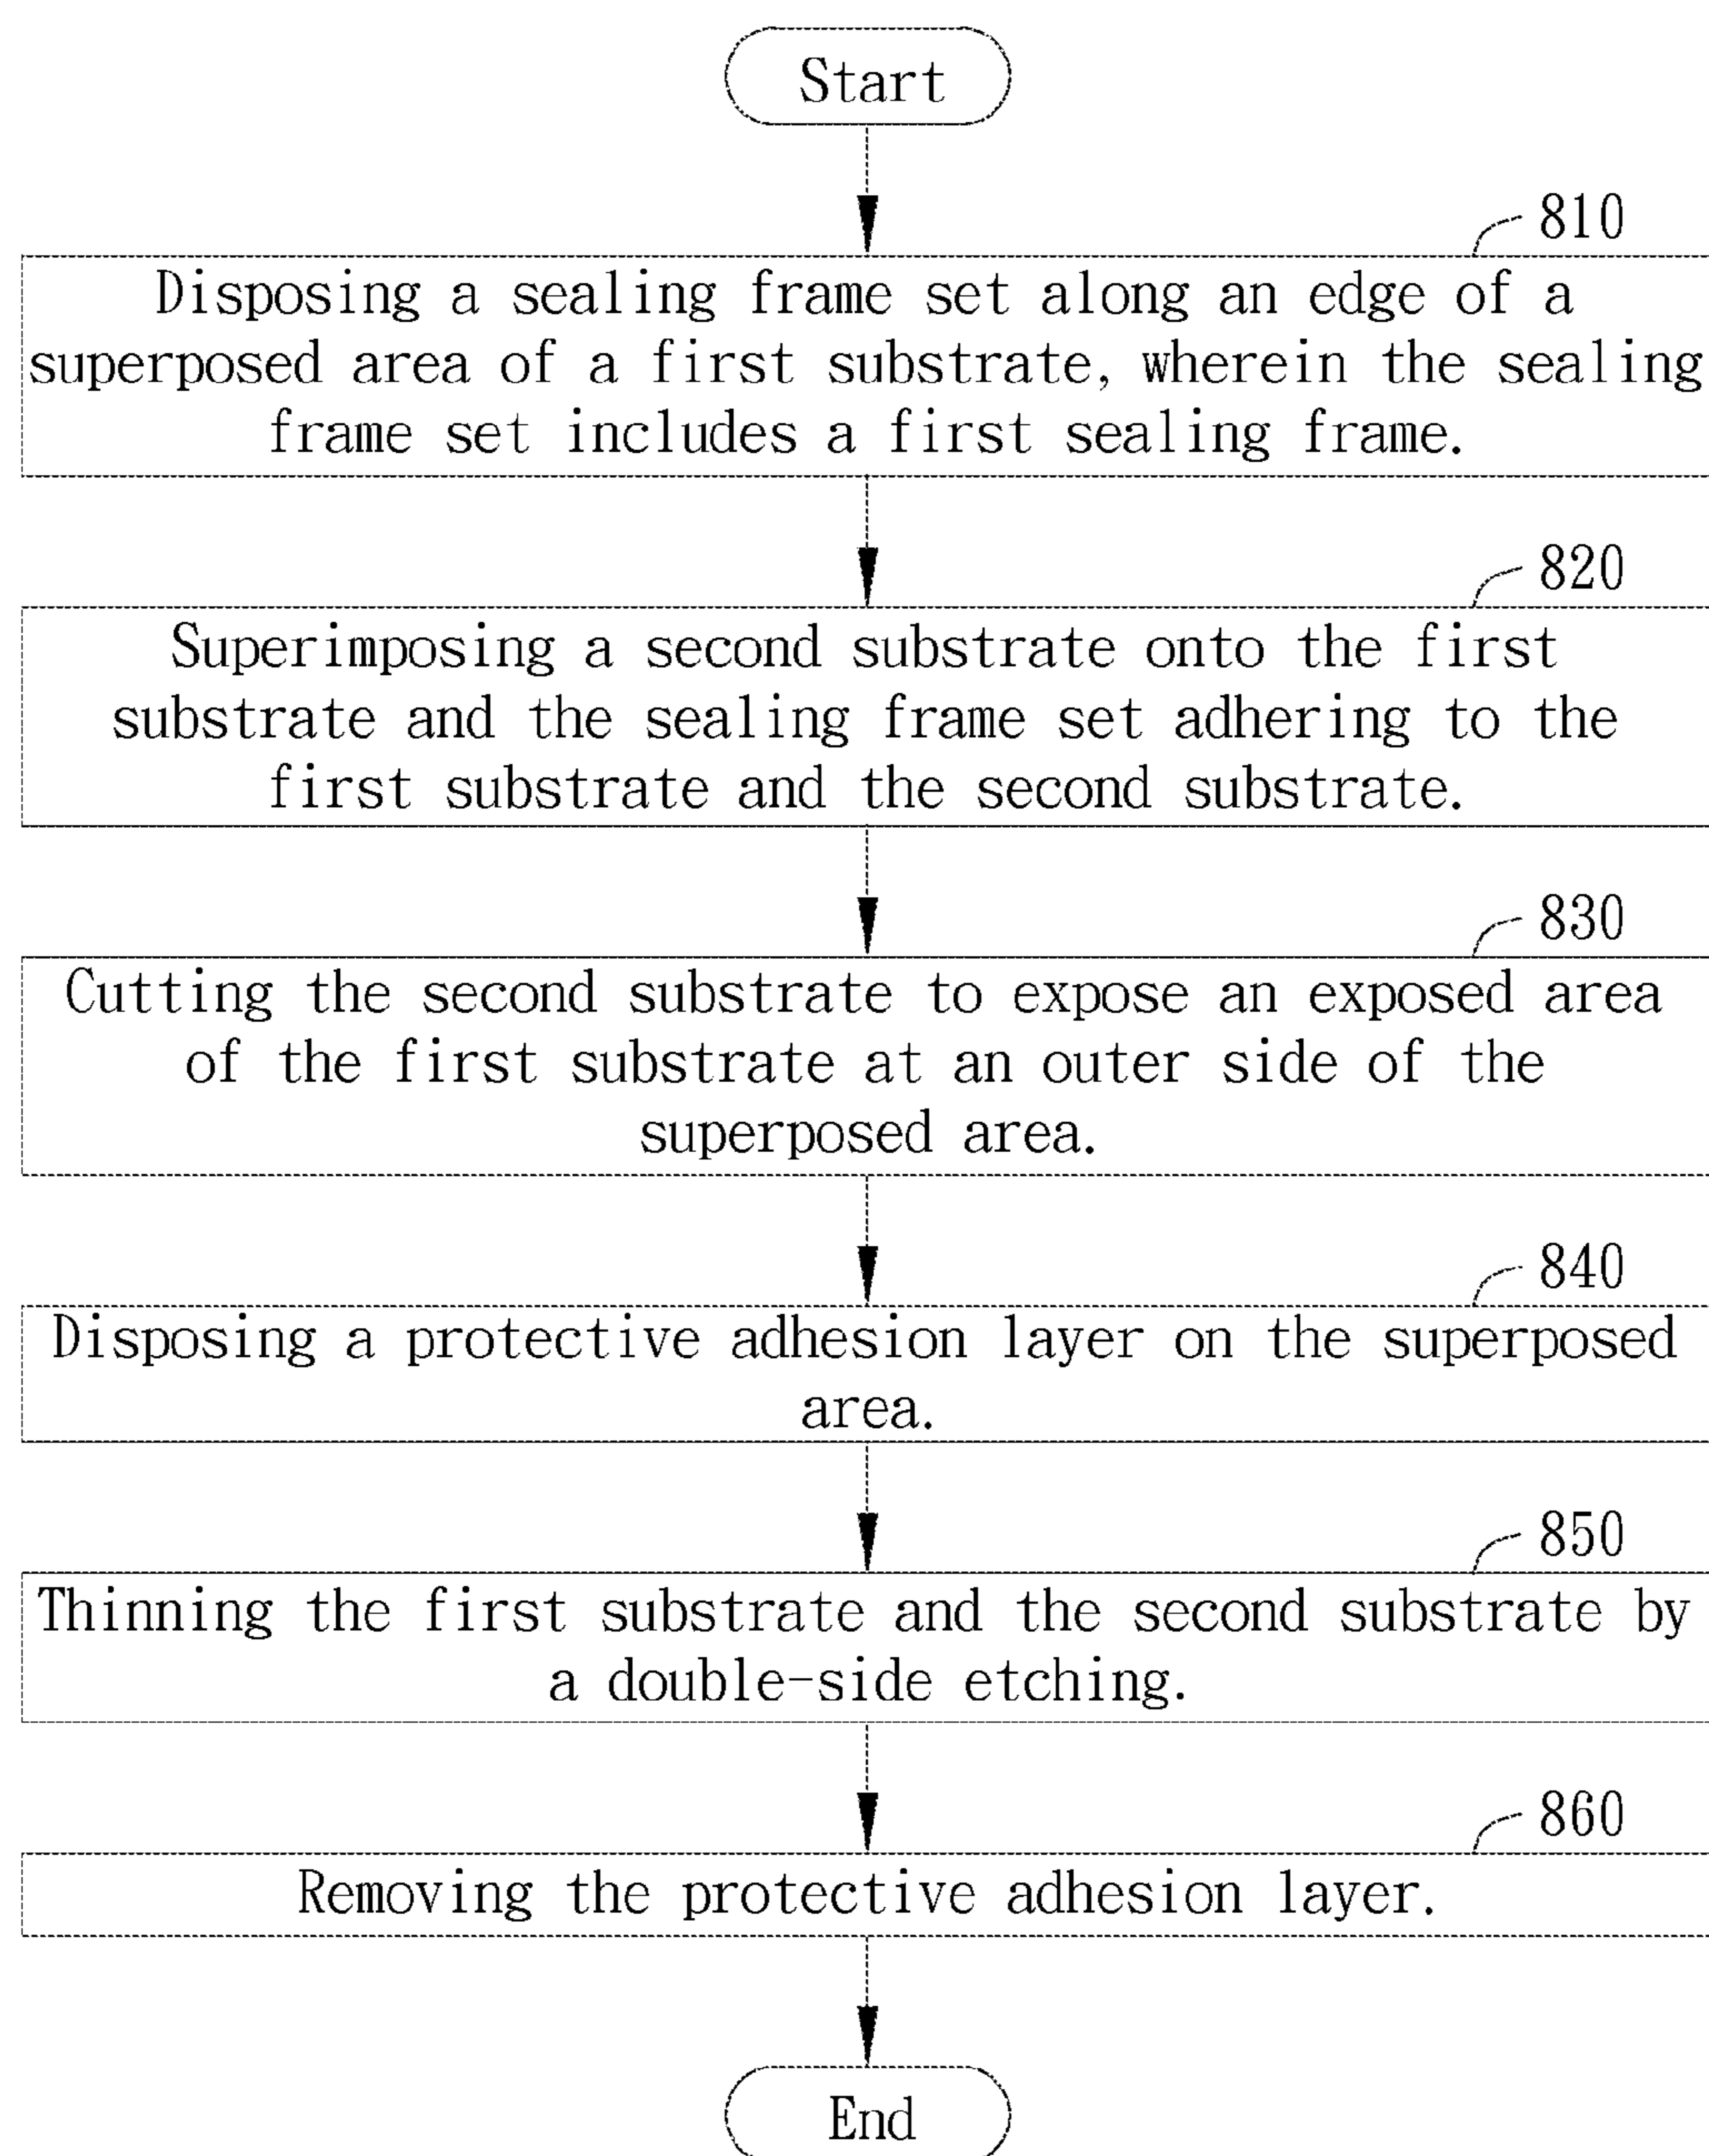 Start
810
Disposing a sealing frame set along an edge of a
superposed area of a first substrate, wherein the sealing
frame set includes a first sealing frame.
820
Superimposing a second substrate onto the first
substrate and the sealing frame set adhering to the
first substrate and the second substrate.
830
Cutting the second substrate to expose an exposed area
of the first substrate at an outer side of the
superposed area.
840
Disposing a protective adhesion layer on the superposed
area.
850
Thinning the first substrate and the second substrate by
a double-side etching.
860
Removing the protective adhesion layer.
End